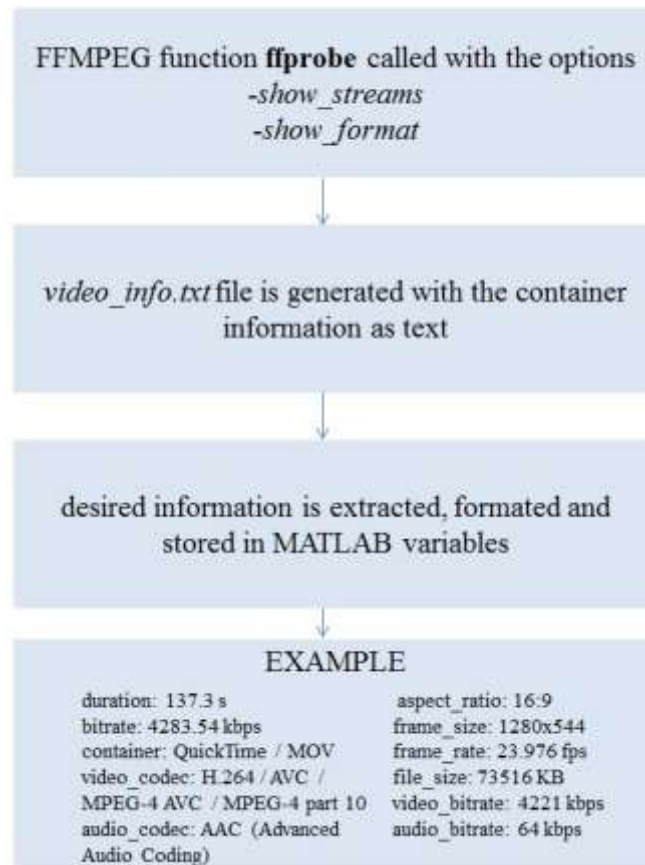 FFMPEG function ffprobe called with the options
-show_streams
-show_format
video_info.txt file is generated with the container
information as text
desired information is extracted, formated and
stored in MATLAB variables
EXAMPLE
duration: 137.3 s
bitrate: 4283.54 kbps
container: QuickTime / MOV
video_codec: H.264 / AVC /
MPEG-4 AVC / MPEG-4 part 10
audio_codec: AAC (Advanced
Audio Coding)
aspect_ratio: 16:9
frame_size: 1280x544
frame_rate: 23.976 fps
file_size: 73516 KB
video_bitrate: 4221 kbps
audio_bitrate: 64 kbps